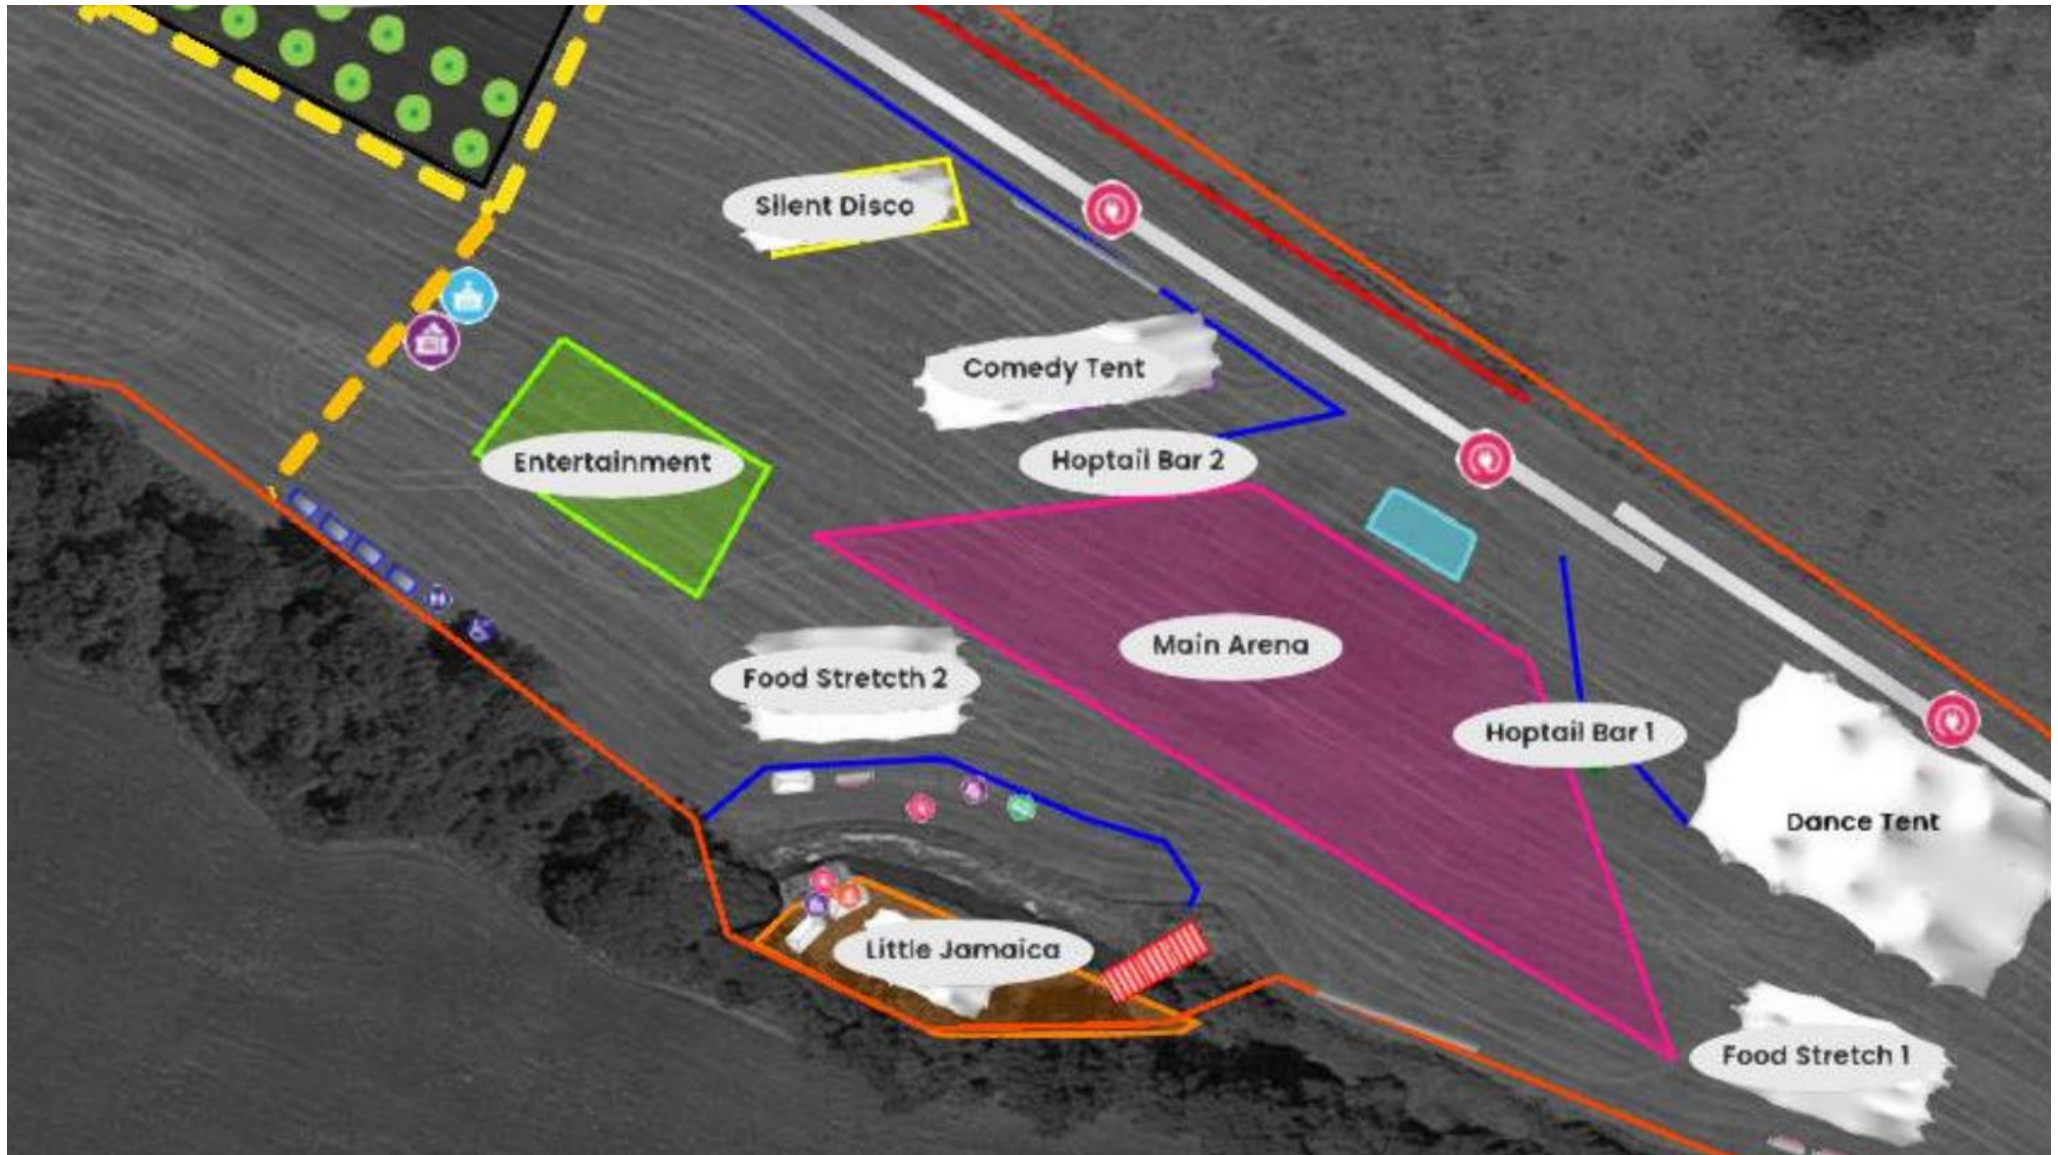 Silent Disco
Comedy Tent
Entertainment
Hoptail Bar 2
Main Arena
Food Stretcth 2
Hoptail Bar 1
Dance Tent
Little Jamaica
Food Stretch 1